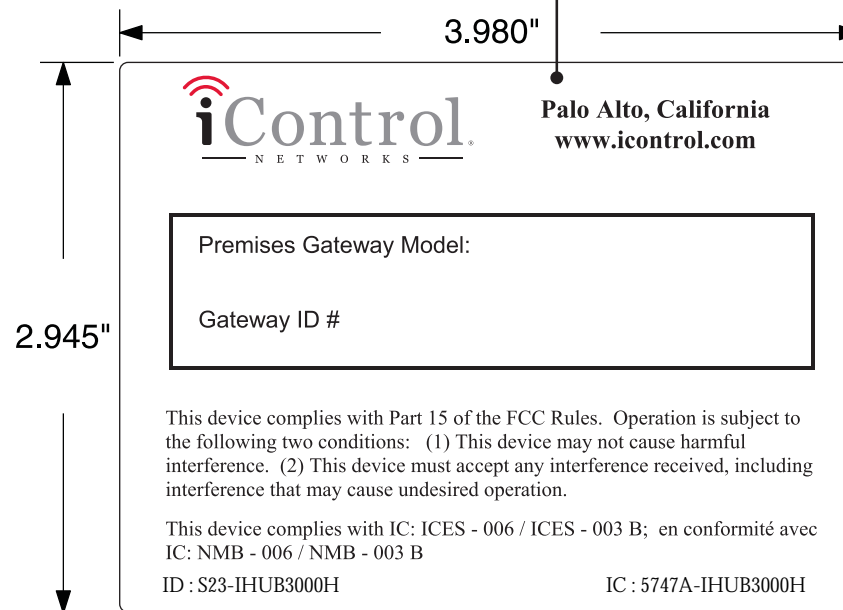 3.980"
iControl®
NETWORKS
Palo Alto, California
www.icontrol.com
Premises Gateway Model:
Gateway ID #
2.945"
This device complies with Part 15 of the FCC Rules.  Operation is subject to
the following two conditions:   (1) This device may not cause harmful
interference.  (2) This device must accept any interference received, including
interference that may cause undesired operation.
This device complies with IC: ICES - 006 / ICES - 003 B;  en conformité avec
IC: NMB - 006 / NMB - 003 B
ID : S23-IHUB3000H
IC : 5747A-IHUB3000H